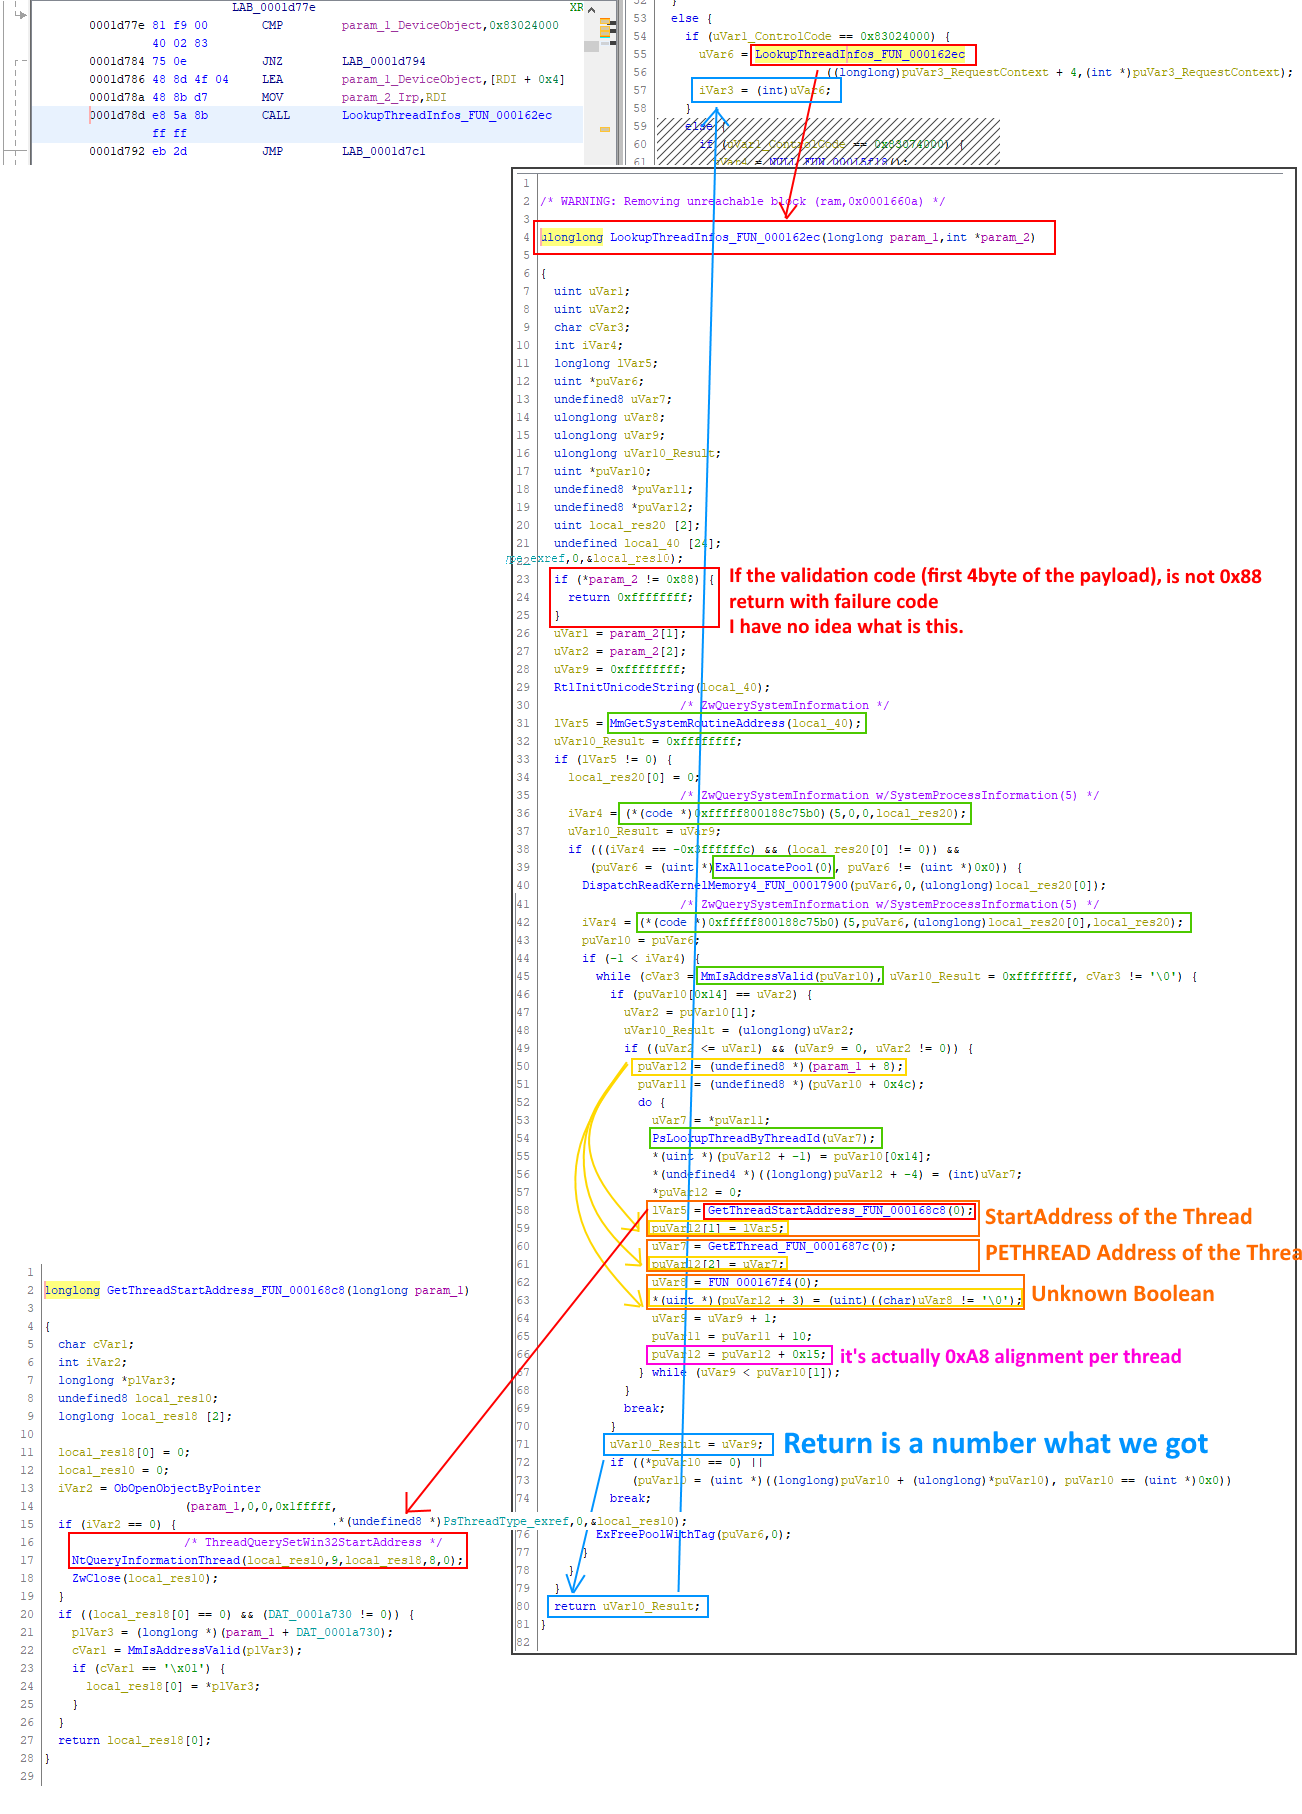 LAB_0001d77e XR
0001d77e 81 f9 00 CMP param_1_DeviceObject,0x83024000
40 02 83
0001d784 75 0e JNZ LAB_0001d794
0001d786 48 8d 4f 04 LEA param_1_DeviceObject,[RDI + 0x4]
0001d78a 48 8b d7 MOV param_2_Irp,RDI
0001d78d e8 5a 8b CALL LookupThreadInfos_FUN_000162ec
ff ff
0001d792 eb 2d JMP LAB_0001d7c1
52 }
53 else {
54 if (uVar1_ControlCode == 0x83024000) {
55 uVar6 = LookupThreadInfos_FUN_000162ec
56 ((longlong)puVar3_RequestContext + 4,(int *)puVar3_RequestContext);
57 iVar3 = (int)uVar6;
58 }
59 else {
60 if (uVar1_ControlCode == 0x83074000) {
61 uVar4 = NULL_FUN_00015f18();
1
2 /* WARNING: Removing unreachable block (ram,0x0001660a) */
3
4 ulonglong LookupThreadInfos_FUN_000162ec(longlong param_1,int *param_2)
5
6 {
7 uint uVar1;
8 uint uVar2;
9 char cVar3;
10 int iVar4;
11 longlong lVar5;
12 uint *puVar6;
13 undefined8 uVar7;
14 ulonglong uVar8;
15 ulonglong uVar9;
16 ulonglong uVar10_Result;
17 uint *puVar10;
18 undefined8 *puVar11;
19 undefined8 *puVar12;
20 uint local_res20 [2];
21 undefined local_40 [24];
22
ype_exref,0,&local_res10);
23 if (*param_2 != 0x88) {
24 return 0xffffffff;
25 }
If the validation code (first 4byte of the payload), is not 0x88
return with failure code
I have no idea what is this.
26 uVar1 = param_2[1];
27 uVar2 = param_2[2];
28 uVar9 = 0xffffffff;
29 RtlInitUnicodeString(local_40);
30 /* ZwQuerySystemInformation */
31 lVar5 = MmGetSystemRoutineAddress(local_40);
32 uVar10_Result = 0xffffffff;
33 if (lVar5 != 0) {
34 local_res20[0] = 0;
35 /* ZwQuerySystemInformation w/SystemProcessInformation(5) */
36 iVar4 = (*(code *)0xfffff800188c75b0)(5,0,0,local_res20);
37 uVar10_Result = uVar9;
38 if (((iVar4 == -0x3ffffffc) && (local_res20[0] != 0)) &&
39 (puVar6 = (uint *)ExAllocatePool(0), puVar6 != (uint *)0x0)) {
40 DispatchReadKernelMemory4_FUN_00017900(puVar6,0,(ulonglong)local_res20[0]);
41 /* ZwQuerySystemInformation w/SystemProcessInformation(5) */
42 iVar4 = (*(code *)0xfffff800188c75b0)(5,puVar6,(ulonglong)local_res20[0],local_res20);
43 puVar10 = puVar6;
44 if (-1 < iVar4) {
45 while (cVar3 = MmIsAddressValid(puVar10), uVar10_Result = 0xffffffff, cVar3 != '\0') {
46 if (puVar10[0x14] == uVar2) {
47 uVar2 = puVar10[1];
48 uVar10_Result = (ulonglong)uVar2;
49 if ((uVar2 <= uVar1) && (uVar9 = 0, uVar2 != 0)) {
50 puVar12 = (undefined8 *)(param_1 + 8);
51 puVar11 = (undefined8 *)(puVar10 + 0x4c);
52 do {
53 uVar7 = *puVar11;
54 PsLookupThreadByThreadId(uVar7);
55 *(uint *)(puVar12 + -1) = puVar10[0x14];
56 *(undefined4 *)((longlong)puVar12 + -4) = (int)uVar7;
57 *puVar12 = 0;
58 lVar5 = GetThreadStartAddress_FUN_000168c8(0);
59 puVar12[1] = lVar5;
StartAddress of the Thread
60 uVar7 = GetEThread_FUN_0001687c(0);
61 puVar12[2] = uVar7;
PETHREAD Address of the Threa
62 uVar8 = FUN_000167f4(0);
63 *(uint *)(puVar12 + 3) = (uint)((char)uVar8 != '\0');
Unknown Boolean
64 uVar9 = uVar9 + 1;
65 puVar11 = puVar11 + 10;
66 puVar12 = puVar12 + 0x15;
it's actually 0xA8 alignment per thread
67 } while (uVar9 < puVar10[1]);
68 }
69 break;
70 }
71 uVar10_Result = uVar9;
Return is a number what we got
72 if ((*puVar10 == 0) ||
73 (puVar10 = (uint *)((longlong)puVar10 + (ulonglong)*puVar10), puVar10 == (uint *)0x0))
74 break;
76 ExFreePoolWithTag(puVar6,0);
77 }
78 }
79 }
80 return uVar10_Result;
81 }
82
1
2 longlong GetThreadStartAddress_FUN_000168c8(longlong param_1)
3
4 {
5 char cVar1;
6 int iVar2;
7 longlong *plVar3;
8 undefined8 local_res10;
9 longlong local_res18 [2];
10
11 local_res18[0] = 0;
12 local_res10 = 0;
13 iVar2 = ObOpenObjectByPointer
14 (param_1,0,0,0x1fffff,
*(undefined8 *)PsThreadType_exref,0,&local_res10);
15 if (iVar2 == 0) {
16 /* ThreadQuerySetWin32StartAddress */
17 NtQueryInformationThread(local_res10,9,local_res18,8,0);
18 ZwClose(local_res10);
19 }
20 if ((local_res18[0] == 0) && (DAT_0001a730 != 0)) {
21 plVar3 = (longlong *)(param_1 + DAT_0001a730);
22 cVar1 = MmIsAddressValid(plVar3);
23 if (cVar1 == '\x01') {
24 local_res18[0] = *plVar3;
25 }
26 }
27 return local_res18[0];
28 }
29